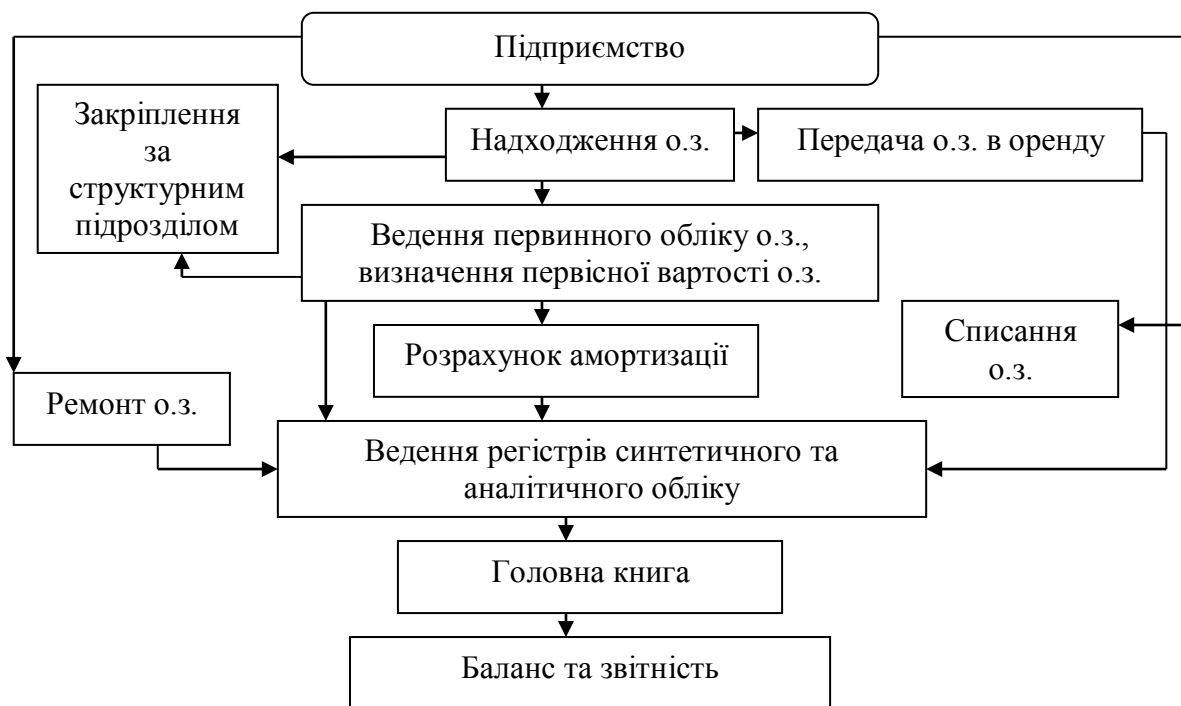 Підприємство
Закріплення
за
структурним
підрозділом
Надходження о.з.
Передача о.з. в оренду
Ведення первинного обліку о.з.,
визначення первісної вартості о.з.
Списання
о.з.
Розрахунок амортизації
Ремонт о.з.
Ведення регістрів синтетичного та
аналітичного обліку
Головна книга
Баланс та звітність